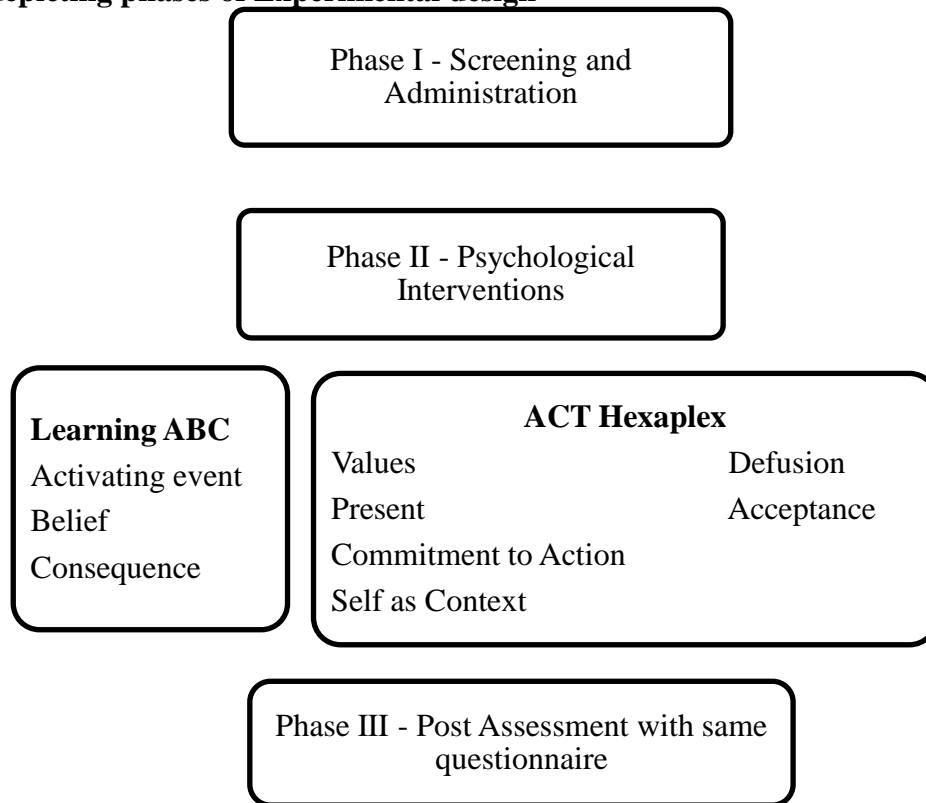 depicting phases of Experimental design
Phase I - Screening and
Administration
Phase II - Psychological
Interventions
Learning ABC
Activating event
Belief
Consequence
ACT Hexaplex
Values Defusion
Present Acceptance
Commitment to Action
Self as Context
Phase III - Post Assessment with same
questionnaire